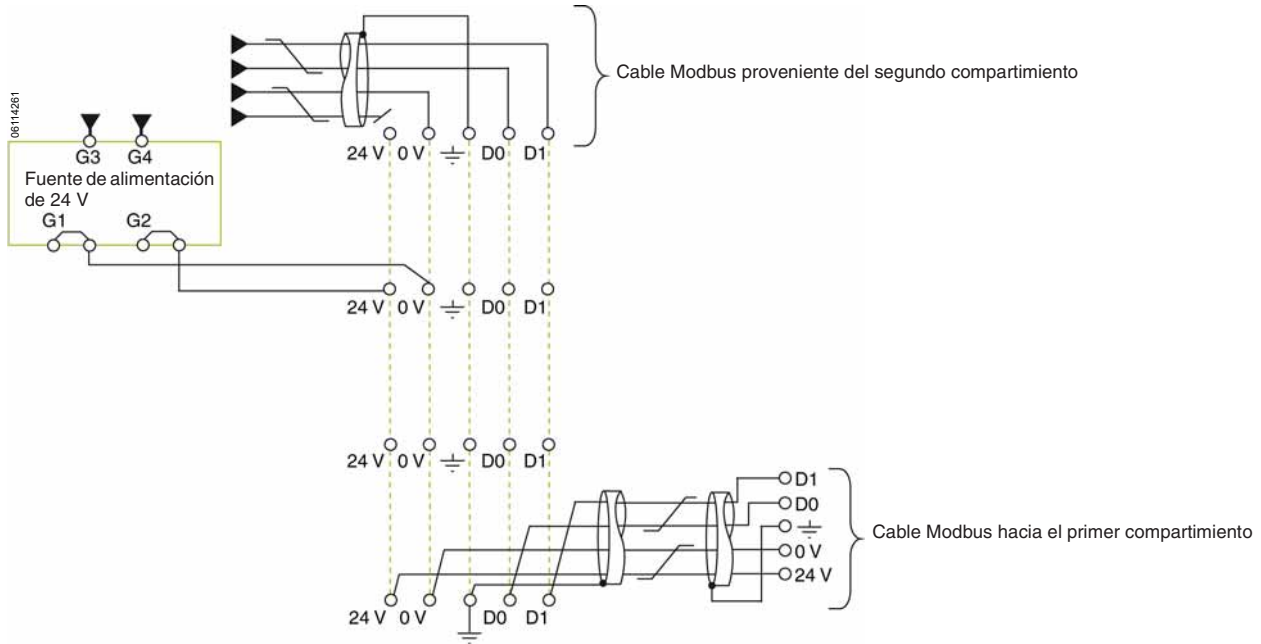 Cable Modbus proveniente del segundo compartimiento
06114261
24 V 0 V D0 D1
G3 G4
Fuente de alimentación
de 24 V
G1 G2
24 V 0 V D0 D1
24 V 0 V D0 D1
D1
D0
Cable Modbus hacia el primer compartimiento
0 V
24 V
24 V 0 V D0 D1